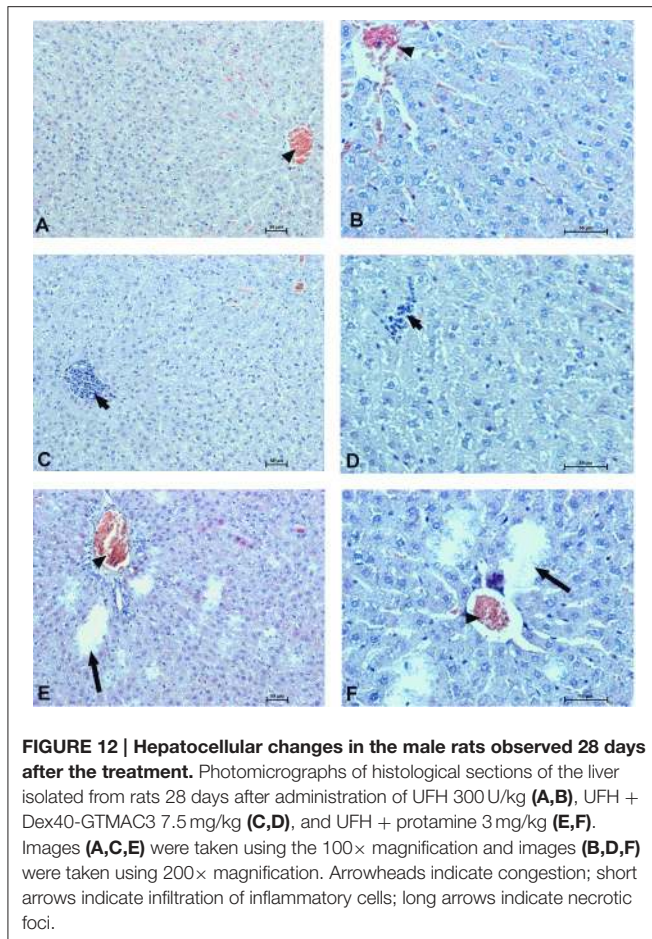 A
B
C
D
E
F
FIGURE 12 | Hepatocellular changes in the male rats observed 28 days
after the treatment. Photomicrographs of histological sections of the liver
isolated from rats 28 days after administration of UFH 300 U/kg (A,B), UFH +
Dex40-GTMAC3 7.5 mg/kg (C,D), and UFH + protamine 3 mg/kg (E,F).
Images (A,C,E) were taken using the 100× magnification and images (B,D,F)
were taken using 200× magnification. Arrowheads indicate congestion; short
arrows indicate infiltration of inflammatory cells; long arrows indicate necrotic
foci.